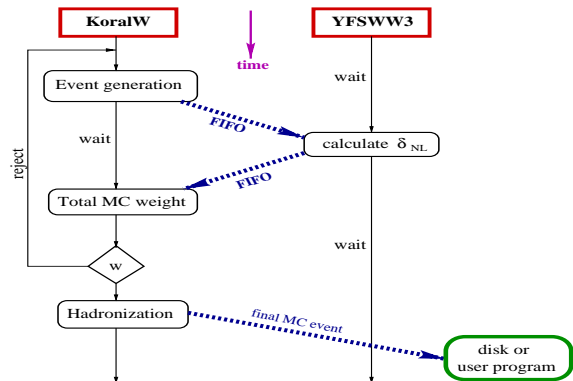 KoralW
YFSWW3
time
wait
Event generation
FIFO
wait
calculate δ NL
reject
FIFO
Total MC weight
wait
w
Hadronization
final MC event
disk or
user program